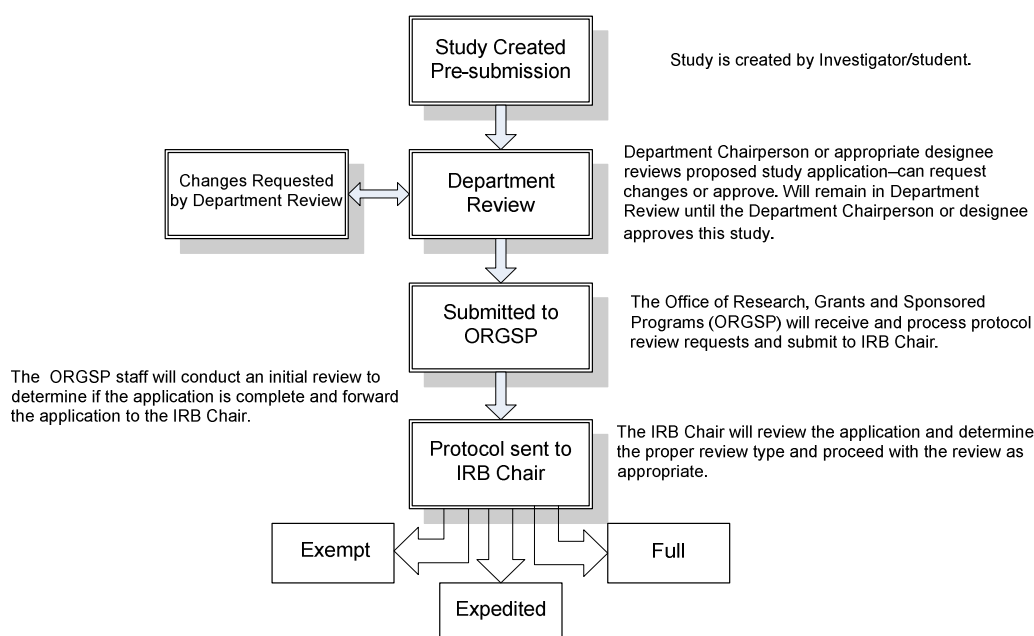 Study Created
Pre-submission
Study is created by Investigator/student.
Changes Requested
by Department Review
Department
Review
Department Chairperson or appropriate designee
reviews proposed study application–can request
changes or approve. Will remain in Department
Review until the Department Chairperson or designee
approves this study.
Submitted to
ORGSP
The Office of Research, Grants and Sponsored
Programs (ORGSP) will receive and process protocol
review requests and submit to IRB Chair.
The ORGSP staff will conduct an initial review to
determine if the application is complete and forward
the application to the IRB Chair.
Protocol sent to
IRB Chair
The IRB Chair will review the application and determine
the proper review type and proceed with the review as
appropriate.
Exempt
Expedited
Full